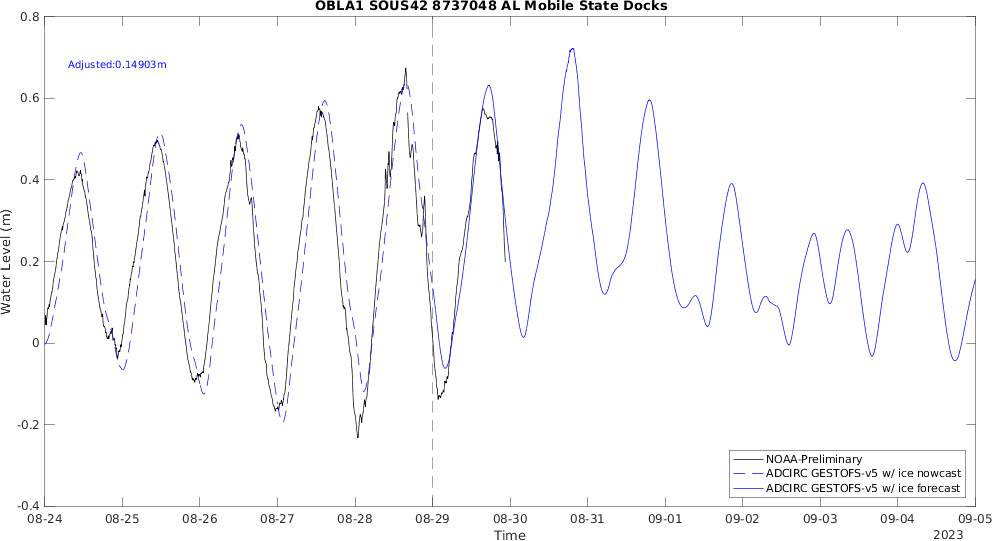 OBLA1 SOUS42 8737048 AL Mobile State Docks
Adjusted:0.14903m
0.8
0.6
0.4
0.2
0
-0.2
-0.4
Water Level (m)
NOAA-Preliminary
ADCIRC GESTOFS-v5 w/ ice nowcast
ADCIRC GESTOFS-v5 w/ ice forecast
08-24 08-25 08-26 08-27 08-28 08-29 08-30 08-31 09-01 09-02 09-03 09-04 09-05
Time
2023